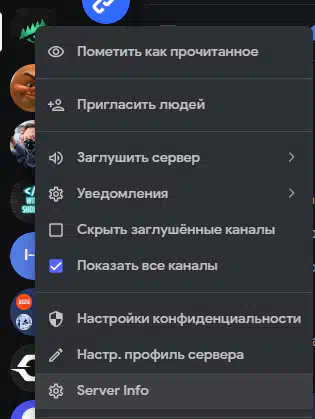 Пометить как прочитанное
Пригласить людей
Заглушить сервер
Уведомления
Скрыть заглушённые каналы
Показать все каналы
Настройки конфиденциальности
Настр. профиль сервера
Server Info